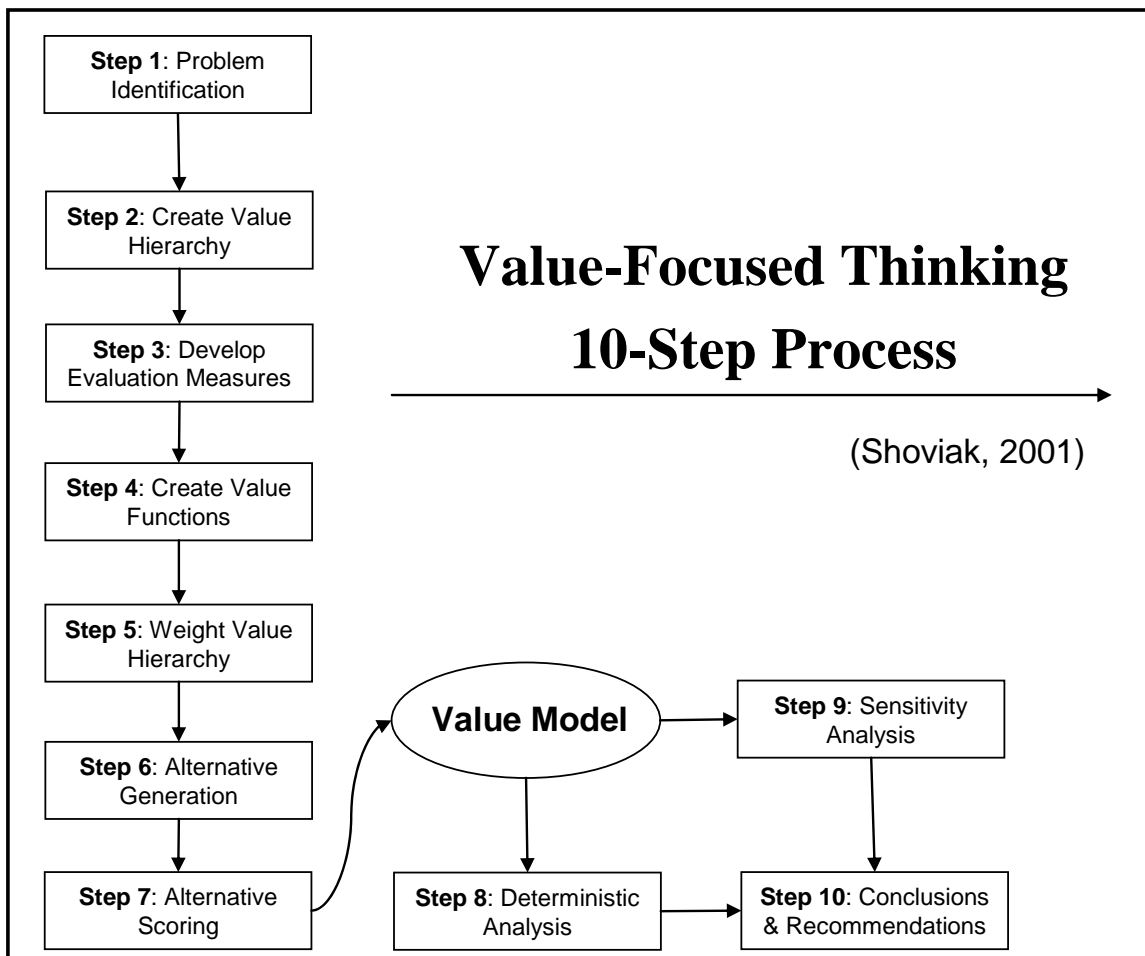 Step 1: Problem
Identification
Step 2: Create Value
Hierarchy
Step 3: Develop
Evaluation Measures
Step 4: Create Value
Functions
Step 5: Weight Value
Hierarchy
Step 6: Alternative
Generation
Step 7: Alternative
Scoring
Value-Focused Thinking
10-Step Process
(Shoviak, 2001)
Value Model
Step 8: Deterministic
Analysis
Step 9: Sensitivity
Analysis
Step 10: Conclusions
& Recommendations